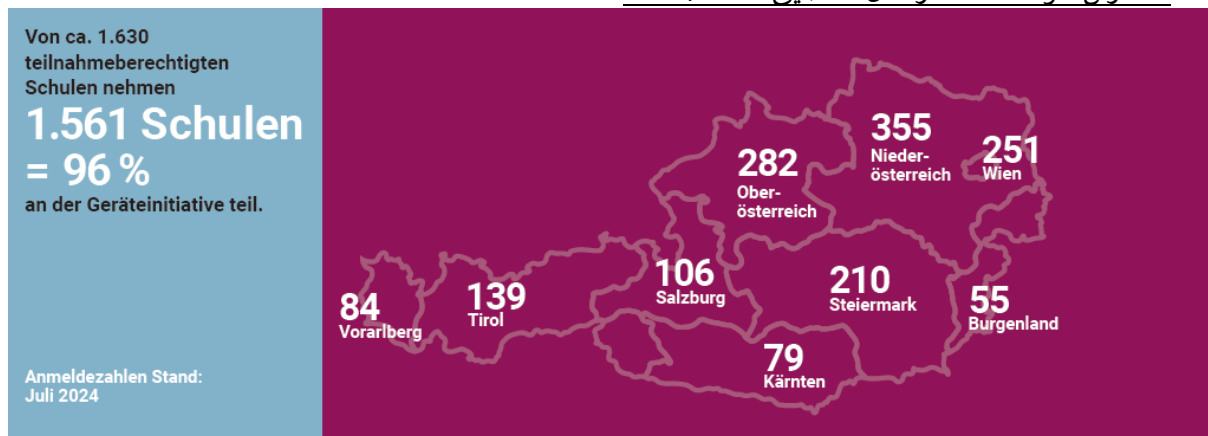 Von ca. 1.630
teilnahmeberechtigten
Schulen nehmen
1.561 Schulen
= 96 %
an der Geräteinitiative teil.
Anmeldezahlen Stand:
Juli 2024
355
Nieder-
österreich
251
Wien
282
Ober-
österreich
106
Salzburg
210
Steiermark
55
Burgenland
139
Tirol
84
Vorarlberg
79
Kärnten